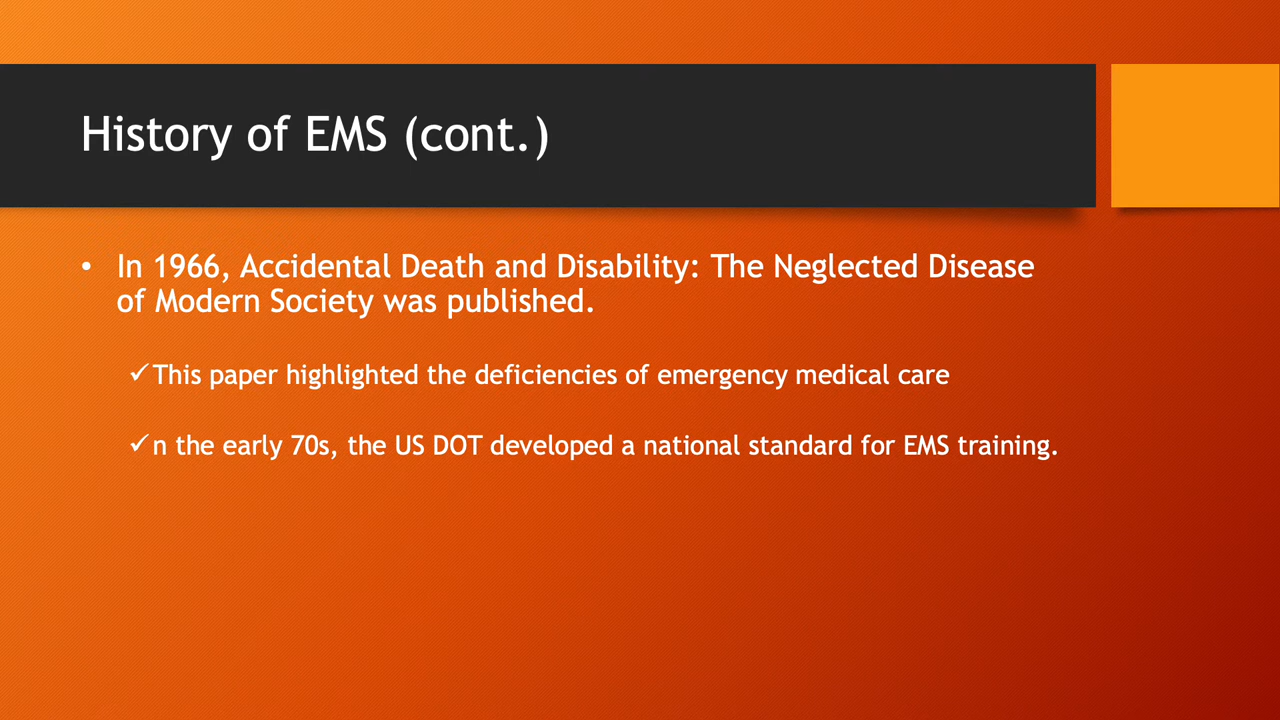 History of EMS (cont.)
• In 1966, Accidental Death and Disability: The Neglected Disease
of Modern Society was published.
✓This paper highlighted the deficiencies of emergency medical care
✓n the early 70s, the US DOT developed a national standard for EMS training.